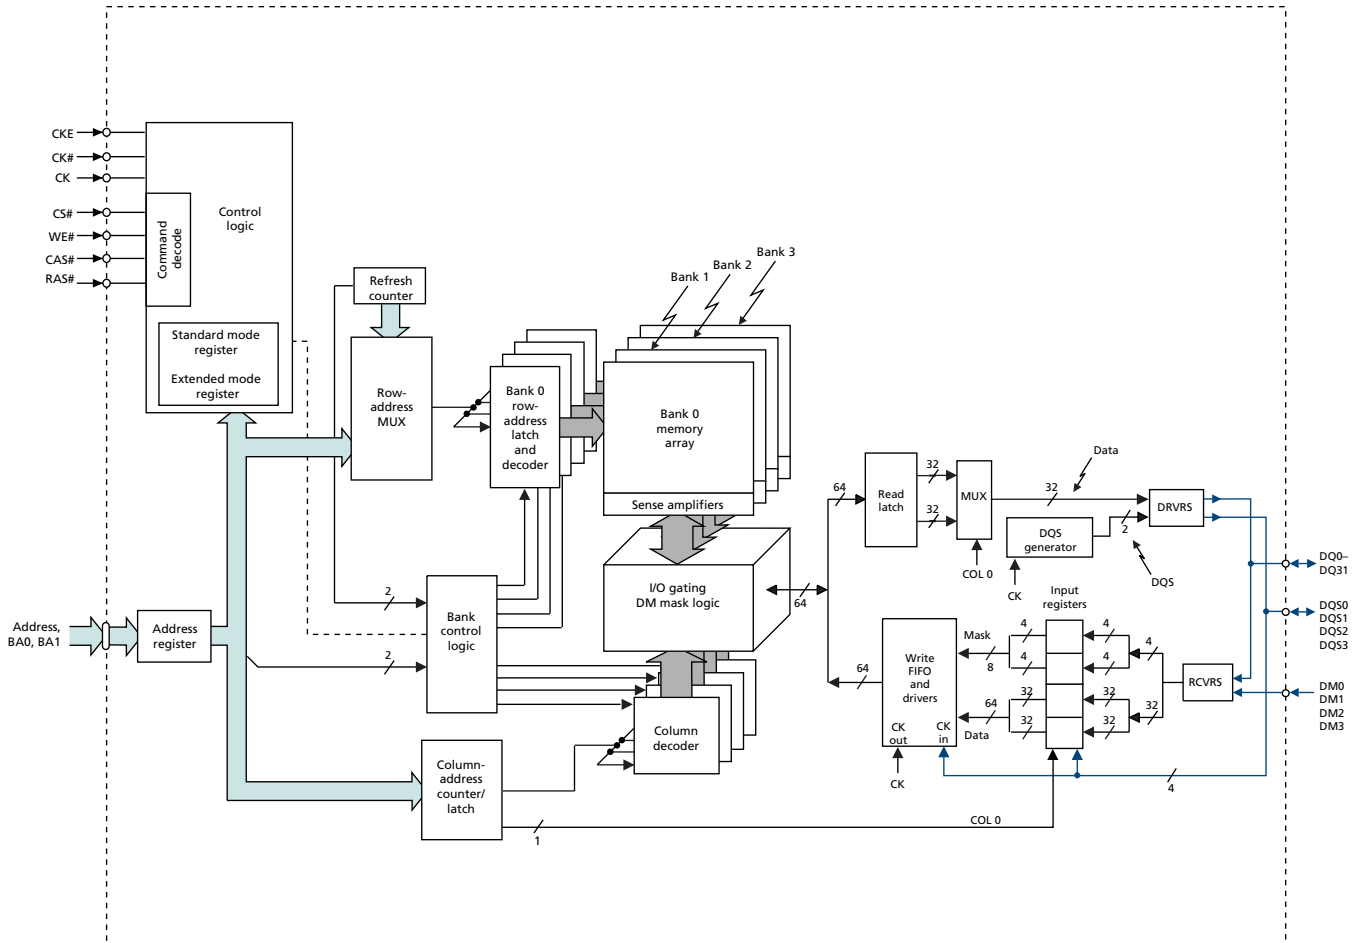 CKE
CK#
CK
CS#
WE#
CAS#
RAS#
Command
decode
Control
logic
Standard mode
register
Extended mode
register
Refresh
counter
Row-
address
MUX
Bank 0
row-
address
latch
and
decoder
Bank 1
Bank 2
Bank 3
Bank 0
memory
array
Sense amplifiers
I/O gating
DM mask logic
64
Address,
BA0, BA1
Address
register
2
2
Bank
control
logic
Column-
address
counter/
latch
1
COL 0
Column
decoder
64
Read
latch
32
32
MUX
COL 0
32
Data
DQS
generator
CK
2
DQS
DRVRS
DQ0–
DQ31
DQS0
DQS1
DQS2
DQS3
DM0
DM1
DM2
DM3
RCVRS
Input
registers
4
4
4
4
4
32
32
32
32
32
Mask
8
64
Data
Write
FIFO
and
drivers
CK
out
CK
in
CK
64
4